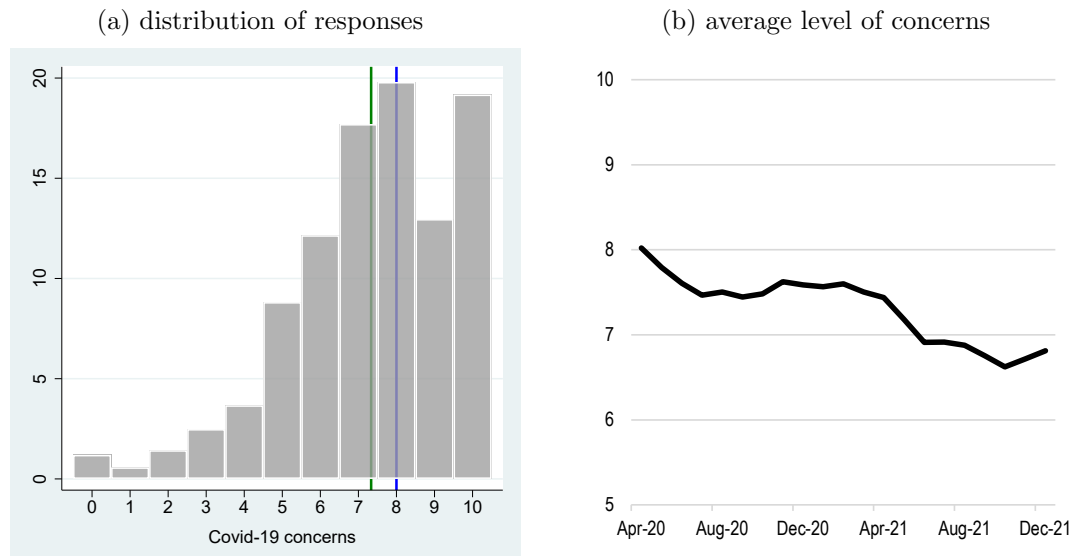 (a) distribution of responses
20
15
10
5
0
0 1 2 3 4 5 6 7 8 9 10
Covid-19 concerns
(b) average level of concerns
10
9
8
7
6
5
Apr-20 Aug-20 Dec-20 Apr-21 Aug-21 Dec-21